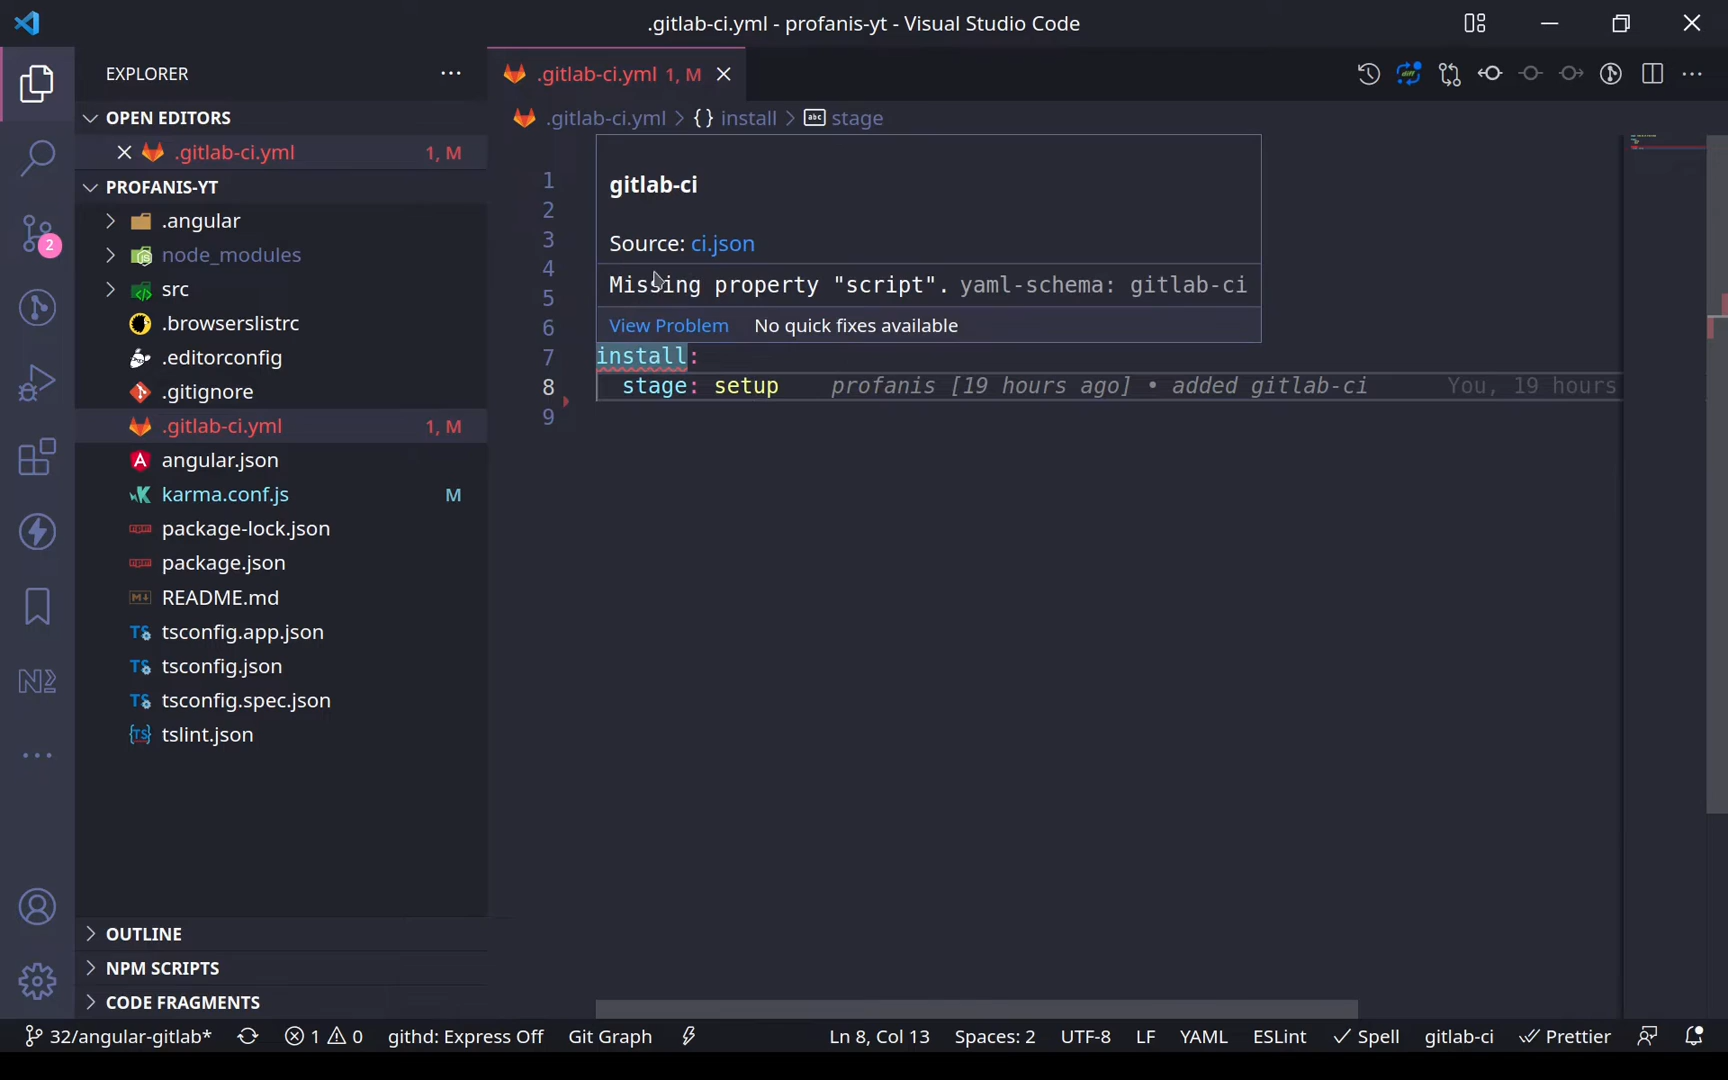 .gitlab-ci.yml - profanis-yt - Visual Studio Code
EXPLORER
.gitlab-ci.yml 1, M
OPEN EDITORS
.gitlab-ci.yml > {} install > abc stage
.gitlab-ci.yml 1, M
PROFANIS-YT
.angular
node_modules
src
.browserslistrc
.editorconfig
.gitignore
.gitlab-ci.yml 1, M
angular.json
karma.conf.js M
package-lock.json
package.json
README.md
tsconfig.app.json
tsconfig.json
tsconfig.spec.json
tslint.json
OUTLINE
NPM SCRIPTS
CODE FRAGMENTS
2
1
2
3
4
5
6
gitlab-ci
Source: ci.json
Missing property "script". yaml-schema: gitlab-ci
View Problem No quick fixes available
7 install:
8 stage: setup profanis [19 hours ago] • added gitlab-ci You, 19 hours
9
32/angular-gitlab* 1 0 githd: Express Off Git Graph Ln 8, Col 13 Spaces: 2 UTF-8 LF YAML ESLint Spell gitlab-ci Prettier